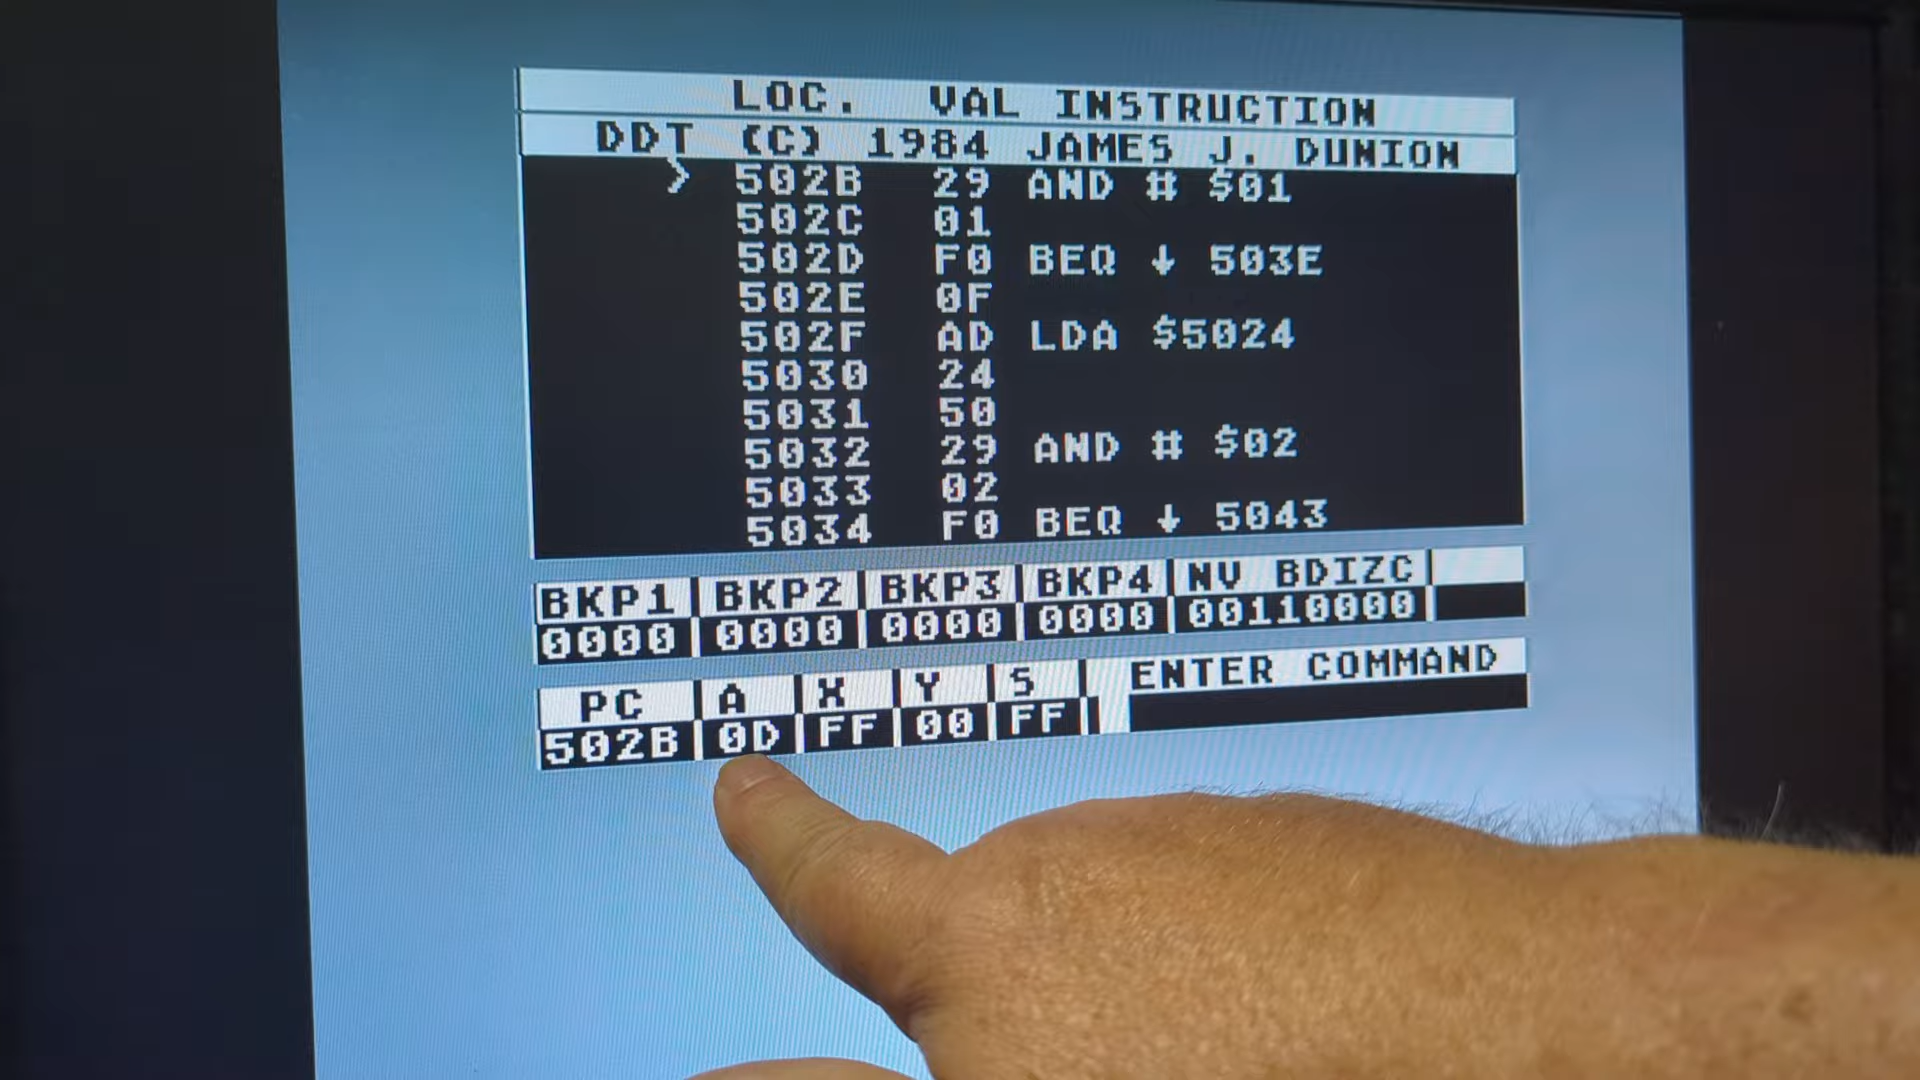 LOC. VAL INSTRUCTION
DDT (C) 1984 JAMES J. DUNION
> 502B 29 AND # $01
502C 01
502D F0 BEQ ↓ 503E
502E 0F
502F AD LDA $5024
5030 24
5031 50
5032 29 AND # $02
5033 02
5034 F0 BEQ ↓ 5043
BKP1 BKP2 BKP3 BKP4 NV BDIZC
0000 0000 0000 0000 00110000
PC A X Y S ENTER COMMAND
502B 0D FF 00 FF